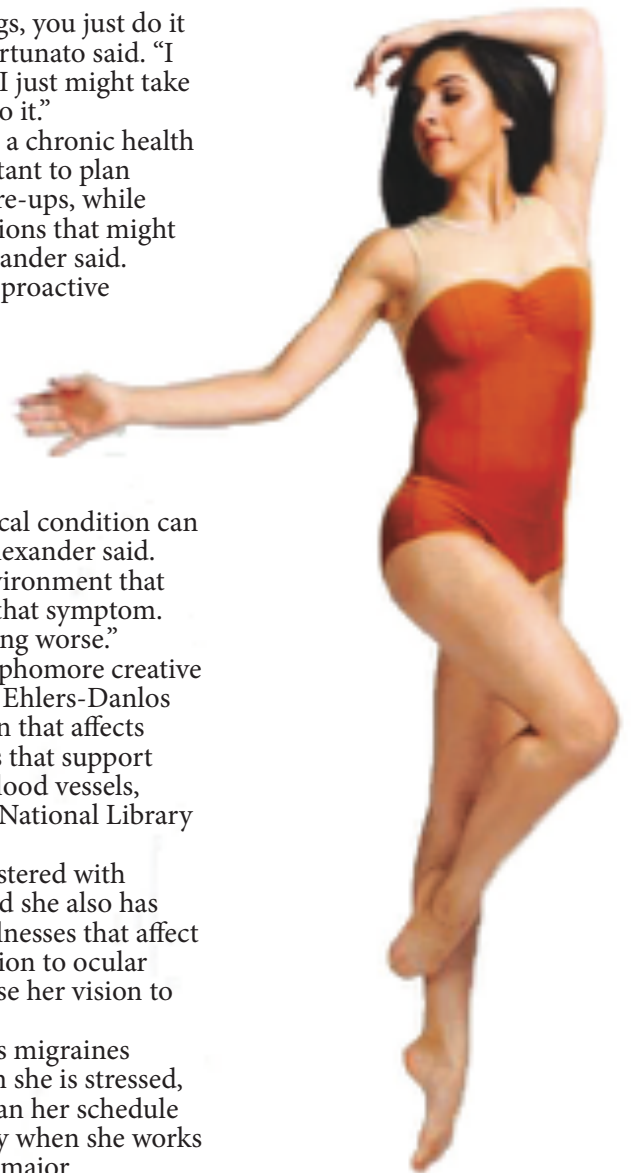 gs, you just do it
rtunato said. “I
I just might take
o it.”
a chronic health
tant to plan
re-ups, while
ions that might
ander said.
proactive
cal condition can
lexander said.
vironment that
that symptom.
ng worse.”
phomore creative
Ehlers-Danlos
n that affects
s that support
lood vessels,
National Library
stered with
d she also has
lnesses that affect
ion to ocular
se her vision to
s migraines
n she is stressed,
an her schedule
y when she works
major